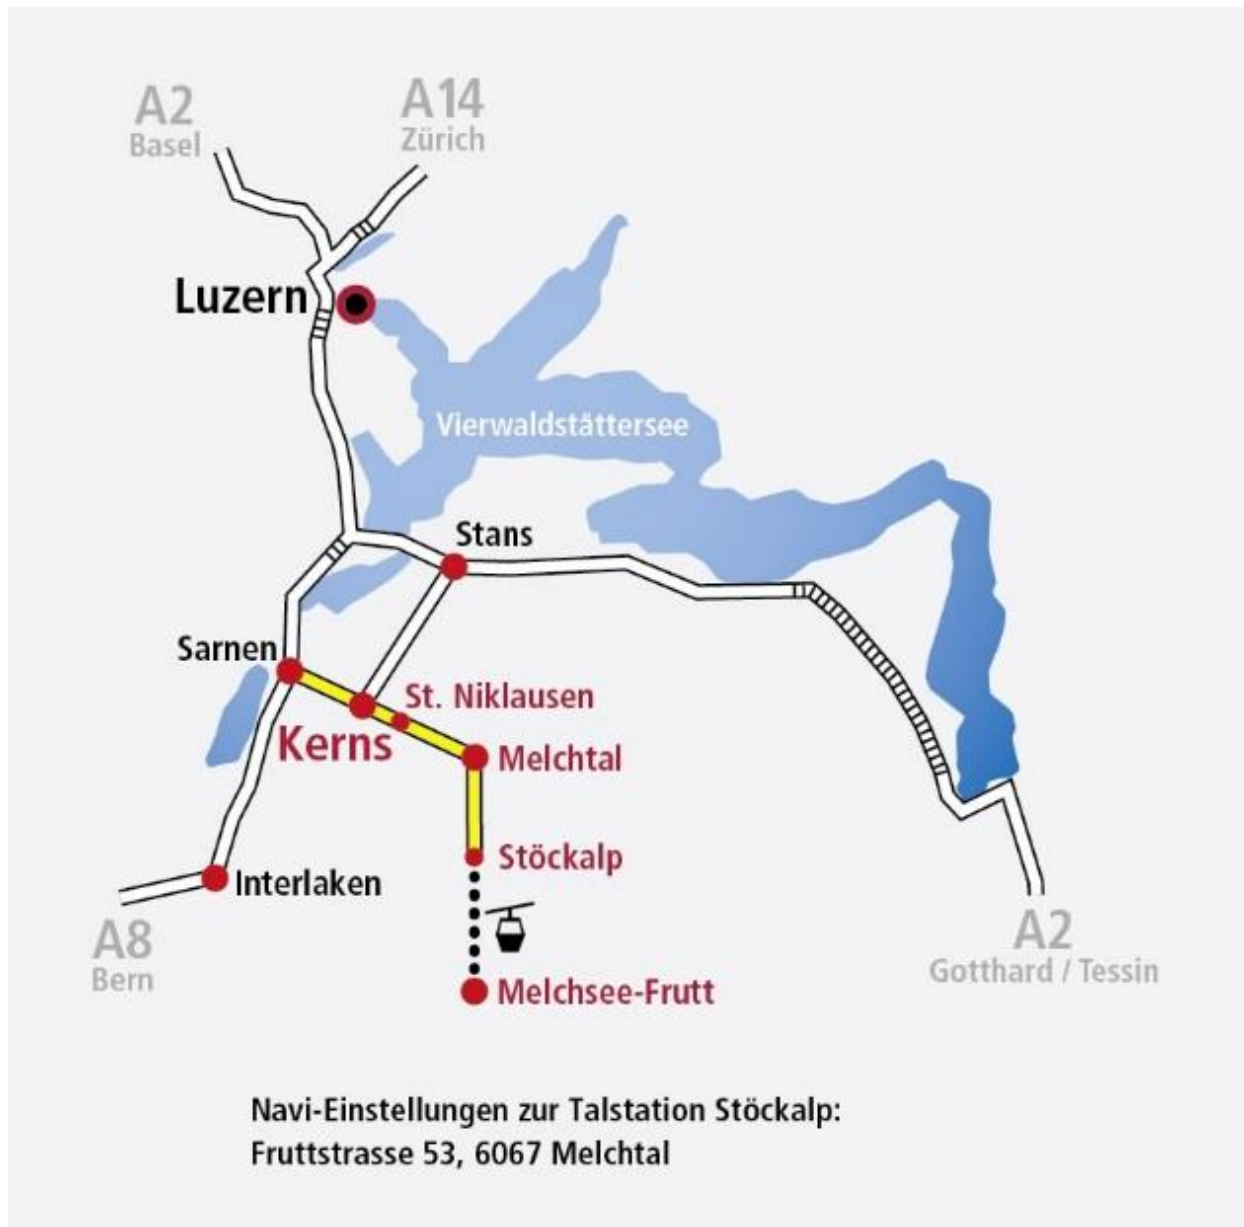 A2
Basel
A14
Zürich
Luzern
Vierwaldstättersee
Stans
Sarnen
St. Niklausen
Kerns
Melchtal
Stöckalp
Interlaken
A8
Bern
A2
Gotthard / Tessin
Melchsee-Frutt
Navi-Einstellungen zur Talstation Stöckalp:
Fruttstrasse 53, 6067 Melchtal